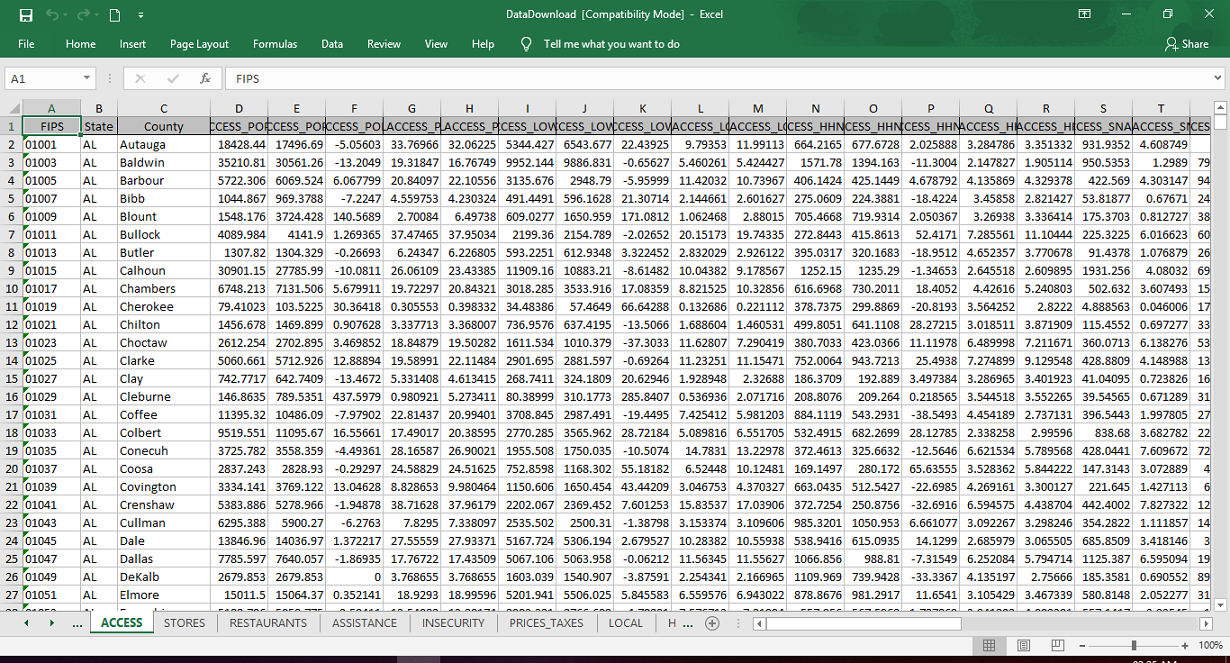 DataDownload [Compatibility Mode] - Excel
File Home Insert Page Layout Formulas Data Review View Help Tell me what you want to do Share
A1 fx FIPS
A B C D E F G H I J K L M N O P Q R S T
1 FIPS State County
2 01001 AL Autauga 18428.44 17496.69 -5.05603 33.76966 32.06225 5344.427 6543.677 22.43925 9.79353 11.99113 664.2165 677.6728 2.025888 3.284786 3.351332 931.9352 4.608749
3 01003 AL Baldwin 35210.81 30561.26 -13.2049 19.31847 16.76749 9952.144 9886.831 -0.65627 5.460261 5.424427 1571.78 1394.163 -11.3004 2.147827 1.905114 950.5353 1.2989 79
4 01005 AL Barbour 5722.306 6069.524 6.067799 20.84097 22.10556 3135.676 2948.79 -5.95999 11.42032 10.73967 406.1424 425.1449 4.678792 4.135869 4.329378 422.569 4.303147 94
5 01007 AL Bibb 1044.867 969.3788 -7.2247 4.559753 4.230324 491.4491 596.1628 21.30714 2.144661 2.601627 275.0609 224.3881 -18.4224 3.45858 2.821427 53.81877 0.67671 24
6 01009 AL Blount 1548.176 3724.428 140.5689 2.70084 6.49738 609.0277 1650.959 171.0812 1.062468 2.88015 705.4668 719.9314 2.050367 3.26938 3.336414 175.3703 0.812727 38
7 01011 AL Bullock 4089.984 4141.9 1.269365 37.47465 37.95034 2199.36 2154.789 -2.02652 20.15173 19.74335 272.8443 415.8613 52.4171 7.285561 11.10444 225.3225 6.016623 60
8 01013 AL Butler 1307.82 1304.329 -0.26693 6.24347 6.226805 593.2251 612.9348 3.322452 2.832029 2.926122 395.0317 320.1683 -18.9512 4.652357 3.770678 91.4378 1.076879 26
9 01015 AL Calhoun 30901.15 27785.99 -10.0811 26.06109 23.43385 11909.16 10883.21 -8.61482 10.04382 9.178567 1252.15 1235.29 -1.34653 2.645518 2.609895 1931.256 4.08032 69
10 01017 AL Chambers 6748.213 7131.506 5.679911 19.72297 20.84321 3018.285 3533.916 17.08359 8.821525 10.32856 616.6968 730.2011 18.4052 4.42616 5.240803 502.632 3.607493 15
11 01019 AL Cherokee 79.41023 103.5225 30.36418 0.305553 0.398332 34.48386 57.4649 66.64288 0.132686 0.221112 378.7375 299.8869 -20.8193 3.564252 2.8222 4.888563 0.046006 17
12 01021 AL Chilton 1456.678 1469.899 0.907628 3.337713 3.368007 736.9576 637.4195 -13.5066 1.688604 1.460531 499.8051 641.1108 28.27215 3.018511 3.871909 115.4552 0.697277 33
13 01023 AL Choctaw 2612.254 2702.895 3.469852 18.84879 19.50282 1611.534 1010.379 -37.3033 11.62807 7.290419 380.7033 423.0366 11.11978 6.489998 7.211671 360.0713 6.138276 53
14 01025 AL Clarke 5060.661 5712.926 12.88894 19.58991 22.11484 2901.695 2881.597 -0.69264 11.23251 11.15471 752.0064 943.7213 25.4938 7.274899 9.129548 428.8809 4.148988 13
15 01027 AL Clay 742.7717 642.7409 -13.4672 5.331408 4.613415 268.7411 324.1809 20.62946 1.928948 2.32688 186.3709 192.889 3.497384 3.286965 3.401923 41.04095 0.723826 16
16 01029 AL Cleburne 146.8635 789.5351 437.5979 0.980921 5.273411 80.38999 310.1773 285.8407 0.536936 2.071716 208.8076 209.264 0.218565 3.544518 3.552265 39.54565 0.671289 31
17 01031 AL Coffee 11395.32 10486.09 -7.97902 22.81437 20.99401 3708.845 2987.491 -19.4495 7.425412 5.981203 884.1119 543.2931 -38.5493 4.454189 2.737131 396.5443 1.997805 27
18 01033 AL Colbert 9519.551 11095.67 16.55661 17.49017 20.38595 2770.285 3565.962 28.72184 5.089816 6.551705 532.4915 682.2699 28.12785 2.338258 2.99596 838.68 3.682782 22
19 01035 AL Conecuh 3725.782 3558.359 -4.49361 28.16587 26.90021 1955.508 1750.035 -10.5074 14.7831 13.22978 372.4613 325.6632 -12.5646 6.621534 5.789568 428.0441 7.609672 72
20 01037 AL Coosa 2837.243 2828.93 -0.29297 24.58829 24.51625 752.8598 1168.302 55.18182 6.52448 10.12481 169.1497 280.172 65.63555 3.528362 5.844222 147.3143 3.072889 4
21 01039 AL Covington 3334.141 3769.122 13.04628 8.828653 9.980464 1150.606 1650.454 43.44209 3.046753 4.370327 663.0435 512.5427 -22.6985 4.269161 3.300127 221.645 1.427113 6
22 01041 AL Crenshaw 5383.886 5278.966 -1.94878 38.71628 37.96179 2202.067 2369.452 7.601253 15.83537 17.03906 372.7254 250.8756 -32.6916 6.594575 4.438704 442.4002 7.827322 12
23 01043 AL Cullman 6295.388 5900.27 -6.2763 7.8295 7.338097 2535.502 2500.31 -1.38798 3.153374 3.109606 985.3201 1050.953 6.661077 3.092267 3.298246 354.2822 1.111857 14
24 01045 AL Dale 13846.96 14036.97 1.372217 27.55559 27.93371 5167.724 5306.194 2.679527 10.28382 10.55938 538.9416 615.0935 14.1299 2.685979 3.065505 685.8509 3.418146 3
25 01047 AL Dallas 7785.597 7640.057 -1.86935 17.76722 17.43509 5067.106 5063.958 -0.06212 11.56345 11.55627 1066.856 988.81 -7.31549 6.252084 5.794714 1125.387 6.595094 19
26 01049 AL DeKalb 2679.853 2679.853 0 3.768655 3.768655 1603.039 1540.907 -3.87591 2.254341 2.166965 1109.969 739.9428 -33.3367 4.135197 2.75666 185.3581 0.690552 89
27 01051 AL Elmore 15011.5 15064.37 0.352141 18.9293 18.99596 5201.941 5506.025 5.845583 6.559576 6.943022 878.8676 981.2917 11.6541 3.105429 3.467339 580.8148 2.052277 31
... ACCESS STORES RESTAURANTS ASSISTANCE INSECURITY PRICES_TAXES LOCAL H ...
100%